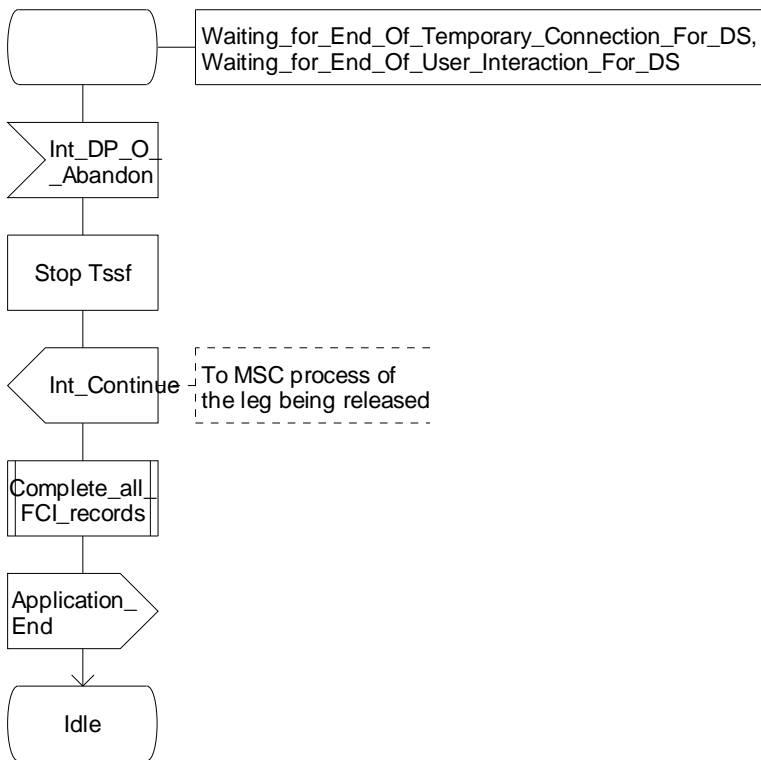 Waiting_for_End_Of_Temporary_Connection_For_DS,
Waiting_for_End_Of_User_Interaction_For_DS
Int_DP_O_
_Abandon
Stop Tssf
Int_Continue
To MSC process of
the leg being released
Complete_all_
FCI_records
Application_
End
Idle